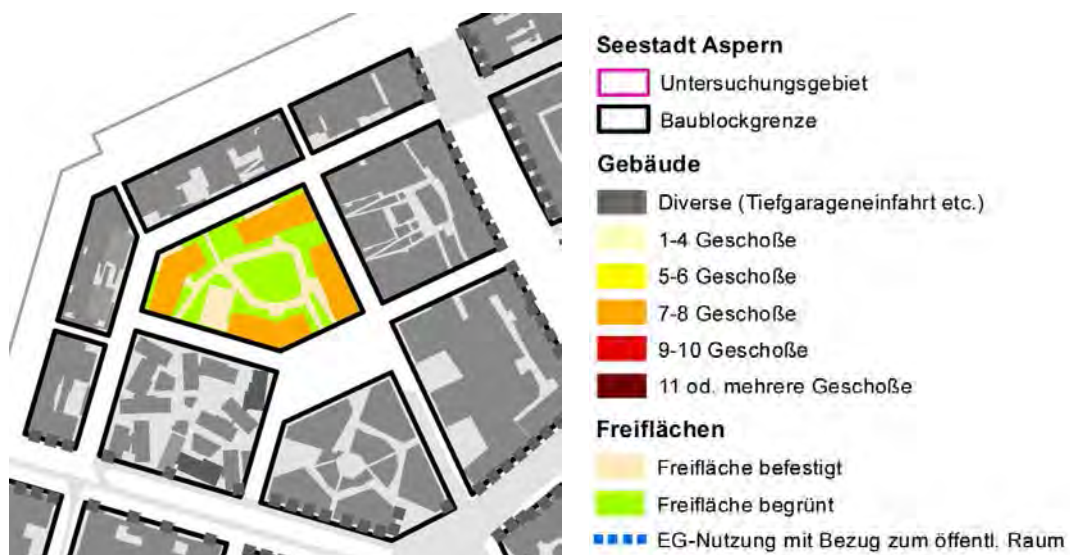 Seestadt Aspern
Untersuchungsgebiet
Baublockgrenze
Gebäude
Diverse (Tiefgarageneinfahrt etc.)
1-4 Geschoße
5-6 Geschoße
7-8 Geschoße
9-10 Geschoße
11 od. mehrere Geschoße
Freiflächen
Freifläche befestigt
Freifläche begrünt
EG-Nutzung mit Bezug zum öffentl. Raum